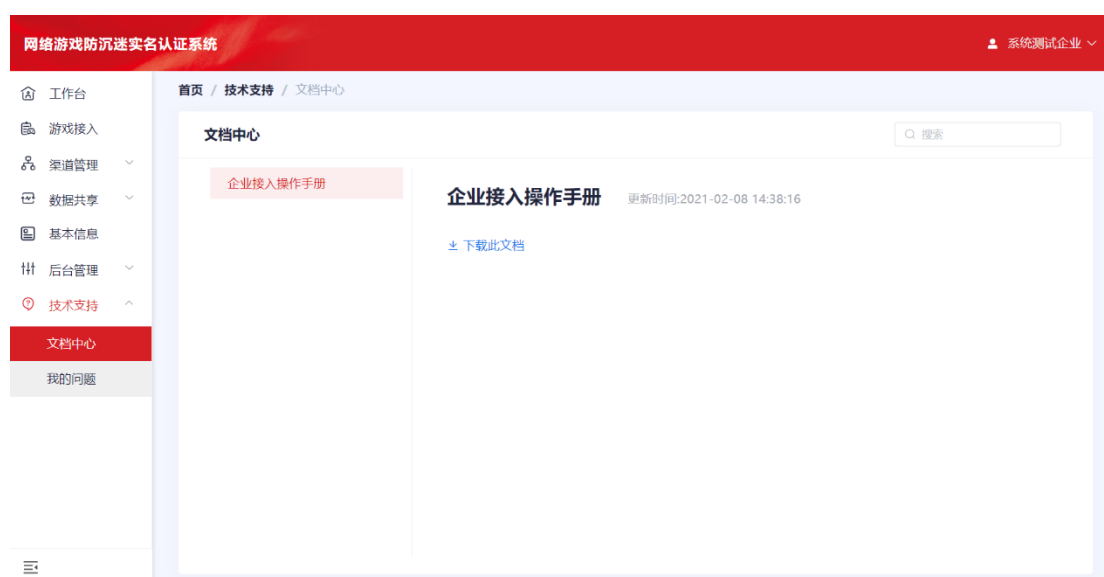 网络游戏防沉迷实名认证系统
系统测试企业
工作台
游戏接入
渠道管理
数据共享
基本信息
后台管理
技术支持
文档中心
我的问题
首页 / 技术支持 / 文档中心
文档中心
搜索
企业接入操作手册
企业接入操作手册 更新时间:2021-02-08 14:38:16
下载此文档